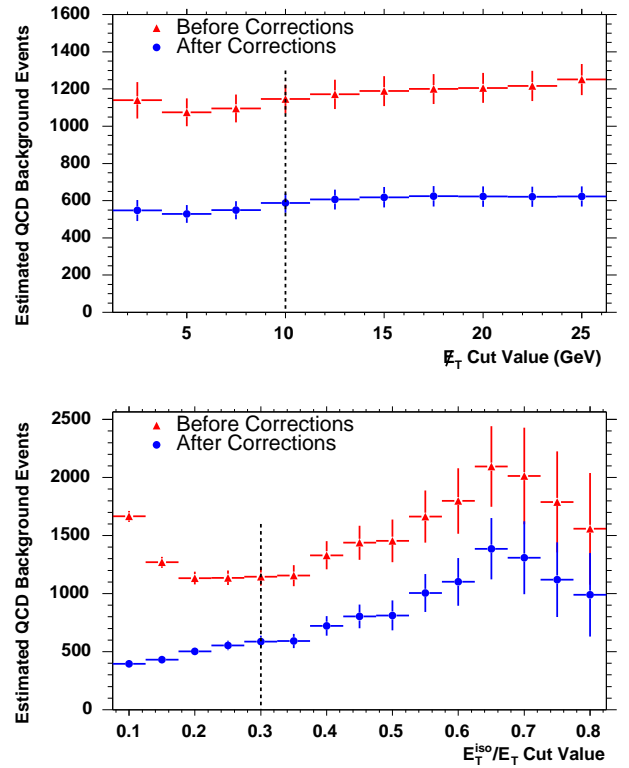 Estimated QCD Background Events
1600
1400
1200
1000
800
600
400
200
0
▲ Before Corrections
● After Corrections
5 10 15 20 25
E̸_T Cut Value (GeV)
Estimated QCD Background Events
2500
2000
1500
1000
500
0
▲ Before Corrections
● After Corrections
0.1 0.2 0.3 0.4 0.5 0.6 0.7 0.8
E_T^iso/E_T Cut Value